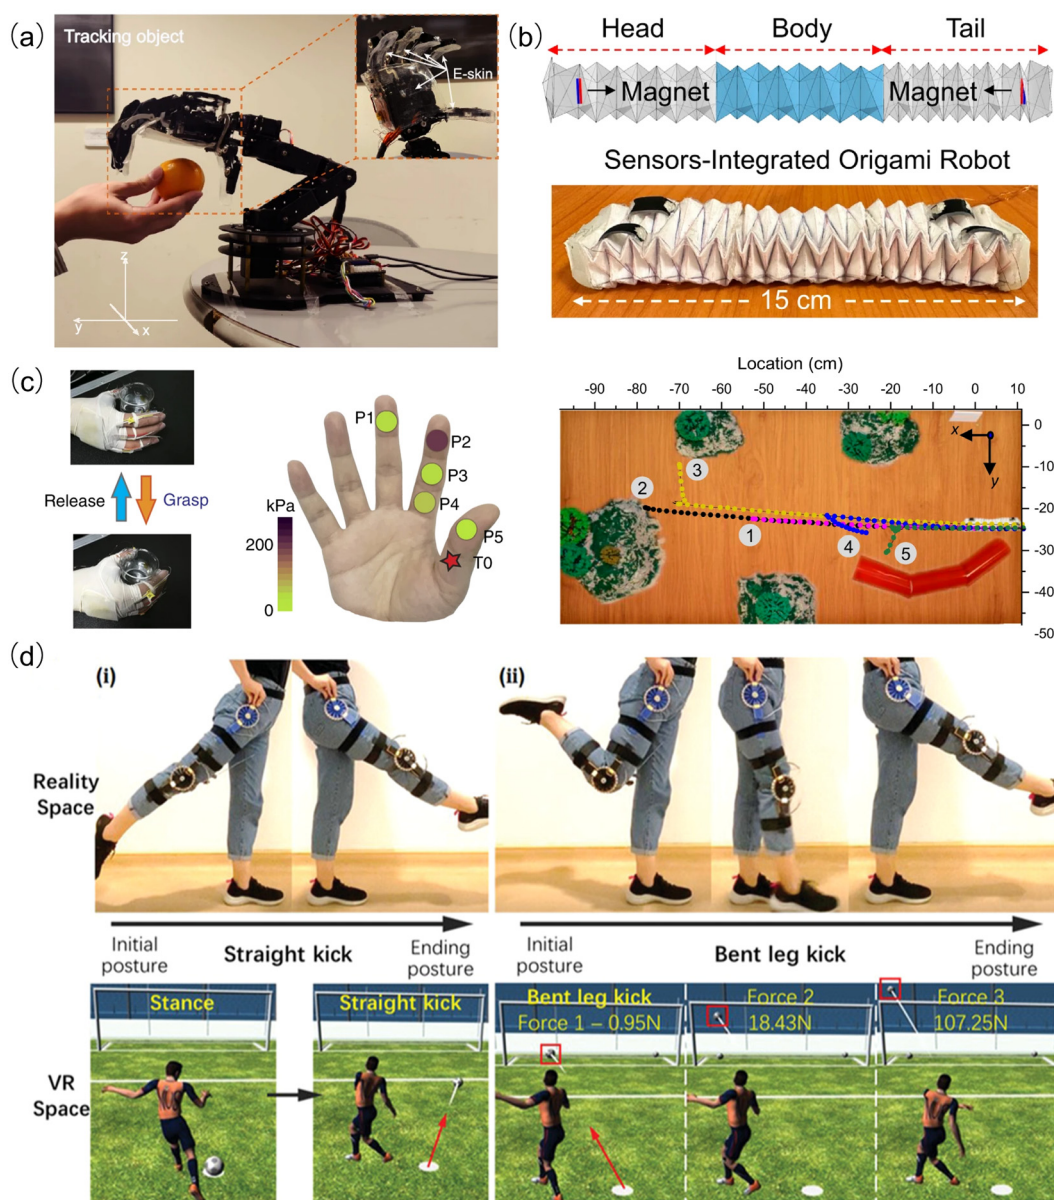 (a)
Tracking object
E-skin
z
y
x
(b)
Head Body Tail
Magnet Magnet
Sensors-Integrated Origami Robot
15 cm
Location (cm)
-90 -80 -70 -60 -50 -40 -30 -20 -10 0 10
0
-10
-20
-30
-40
-50
x
y
3
2
1
4
5
(c)
Release Grasp
kPa
200
0
P1
P2
P3
P4
P5
T0
(d)
(i)
(ii)
Reality
Space
Initial
posture
Straight kick
Ending
posture
Initial
posture
Bent leg kick
Ending
posture
VR
Space
Stance
Straight kick
Bent leg kick
Force 1 – 0.95N
Force 2
18.43N
Force 3
107.25N